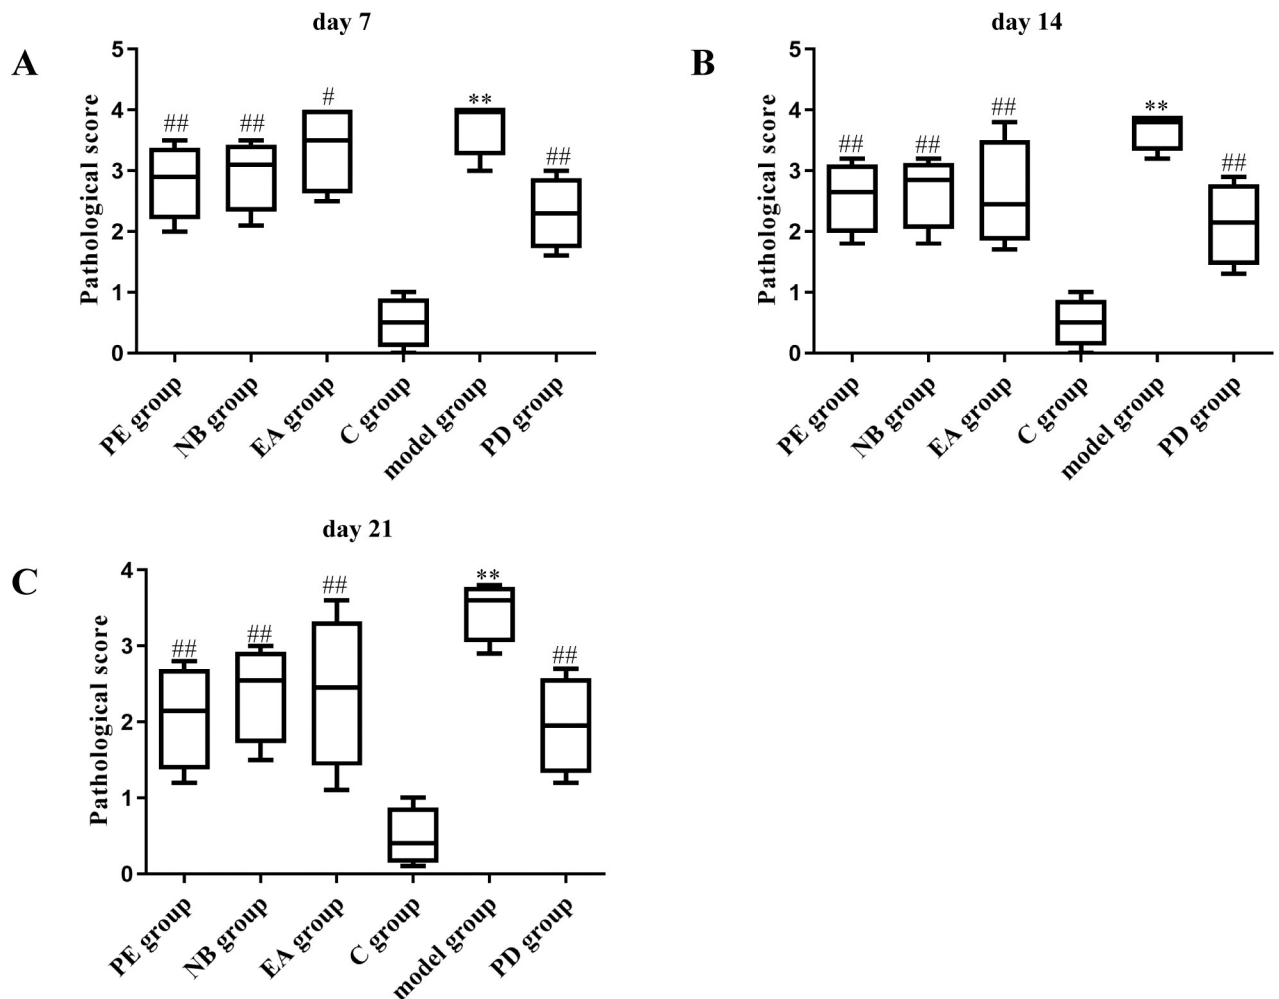 day 7
A
Pathological score
5
4
3
2
1
0
## ## # ** ##
PE group
NB group
EA group
C group
model group
PD group
day 14
B
Pathological score
5
4
3
2
1
0
## ## ## ** ##
PE group
NB group
EA group
C group
model group
PD group
day 21
C
Pathological score
4
3
2
1
0
## ## ## ** ##
PE group
NB group
EA group
C group
model group
PD group